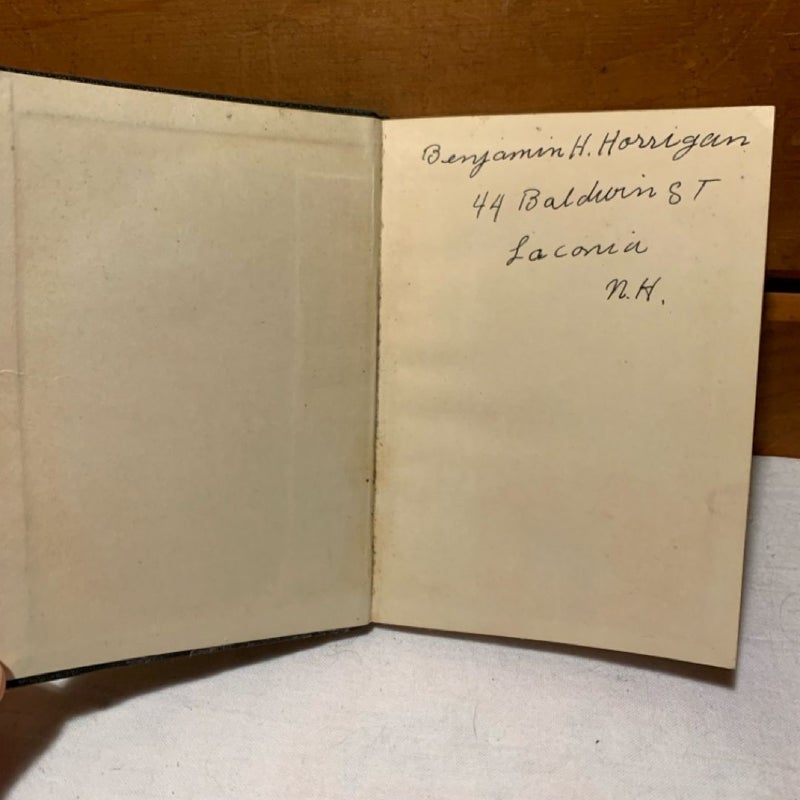 Benjamin H. Horrigan
44 Baldwin ST
Laconia
N.H.